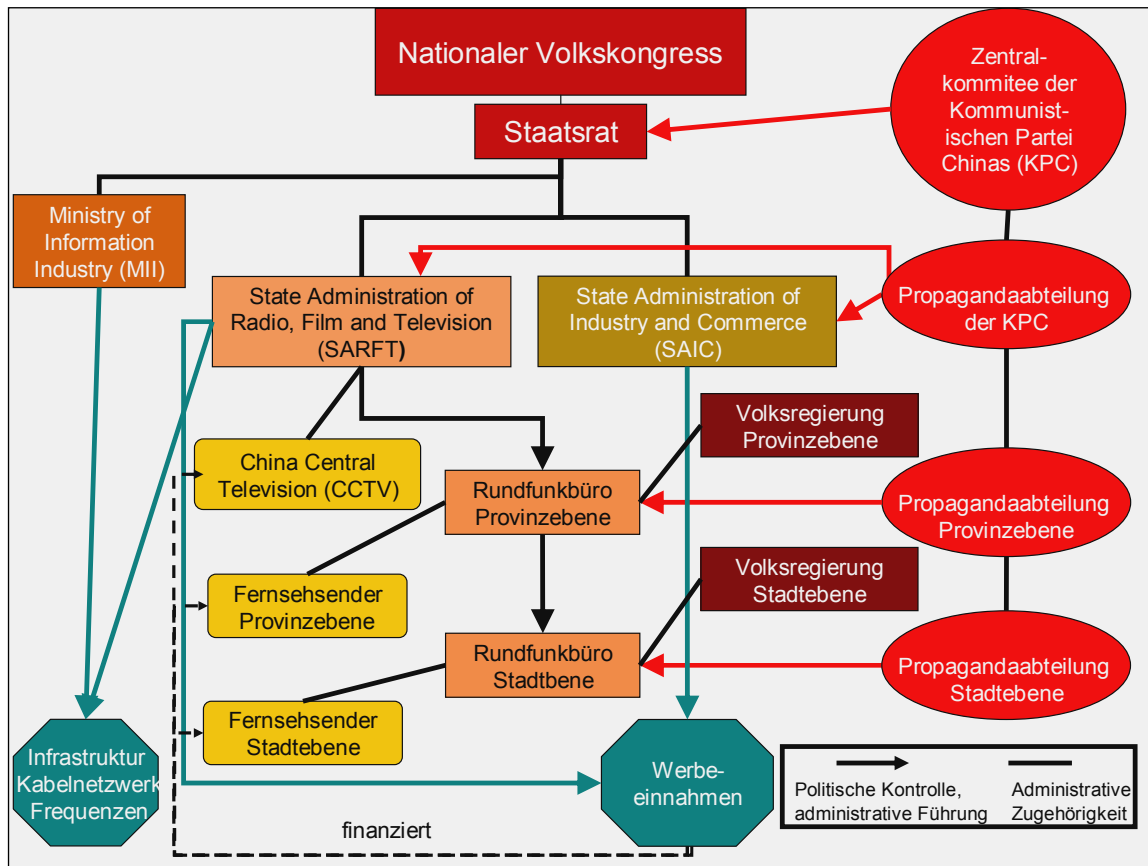 Nationaler Volkskongress
Staatsrat
Zentral-
kommitee der
Kommunist-
ischen Partei
Chinas (KPC)
Ministry of
Information
Industry (MII)
State Administration of
Radio, Film and Television
(SARFT)
State Administration of
Industry and Commerce
(SAIC)
Propagandaabteilung
der KPC
Volksregierung
Provinzebene
China Central
Television (CCTV)
Rundfunkbüro
Provinzebene
Propagandaabteilung
Provinzebene
Fernsehsender
Provinzebene
Volksregierung
Stadtebene
Rundfunkbüro
Stadtbene
Propagandaabteilung
Stadtebene
Fernsehsender
Stadtebene
Infrastruktur
Kabelnetzwerk
Frequenzen
Werbe-
einnahmen
Politische Kontrolle,
administrative Führung
Administrative
Zugehörigkeit
finanziert